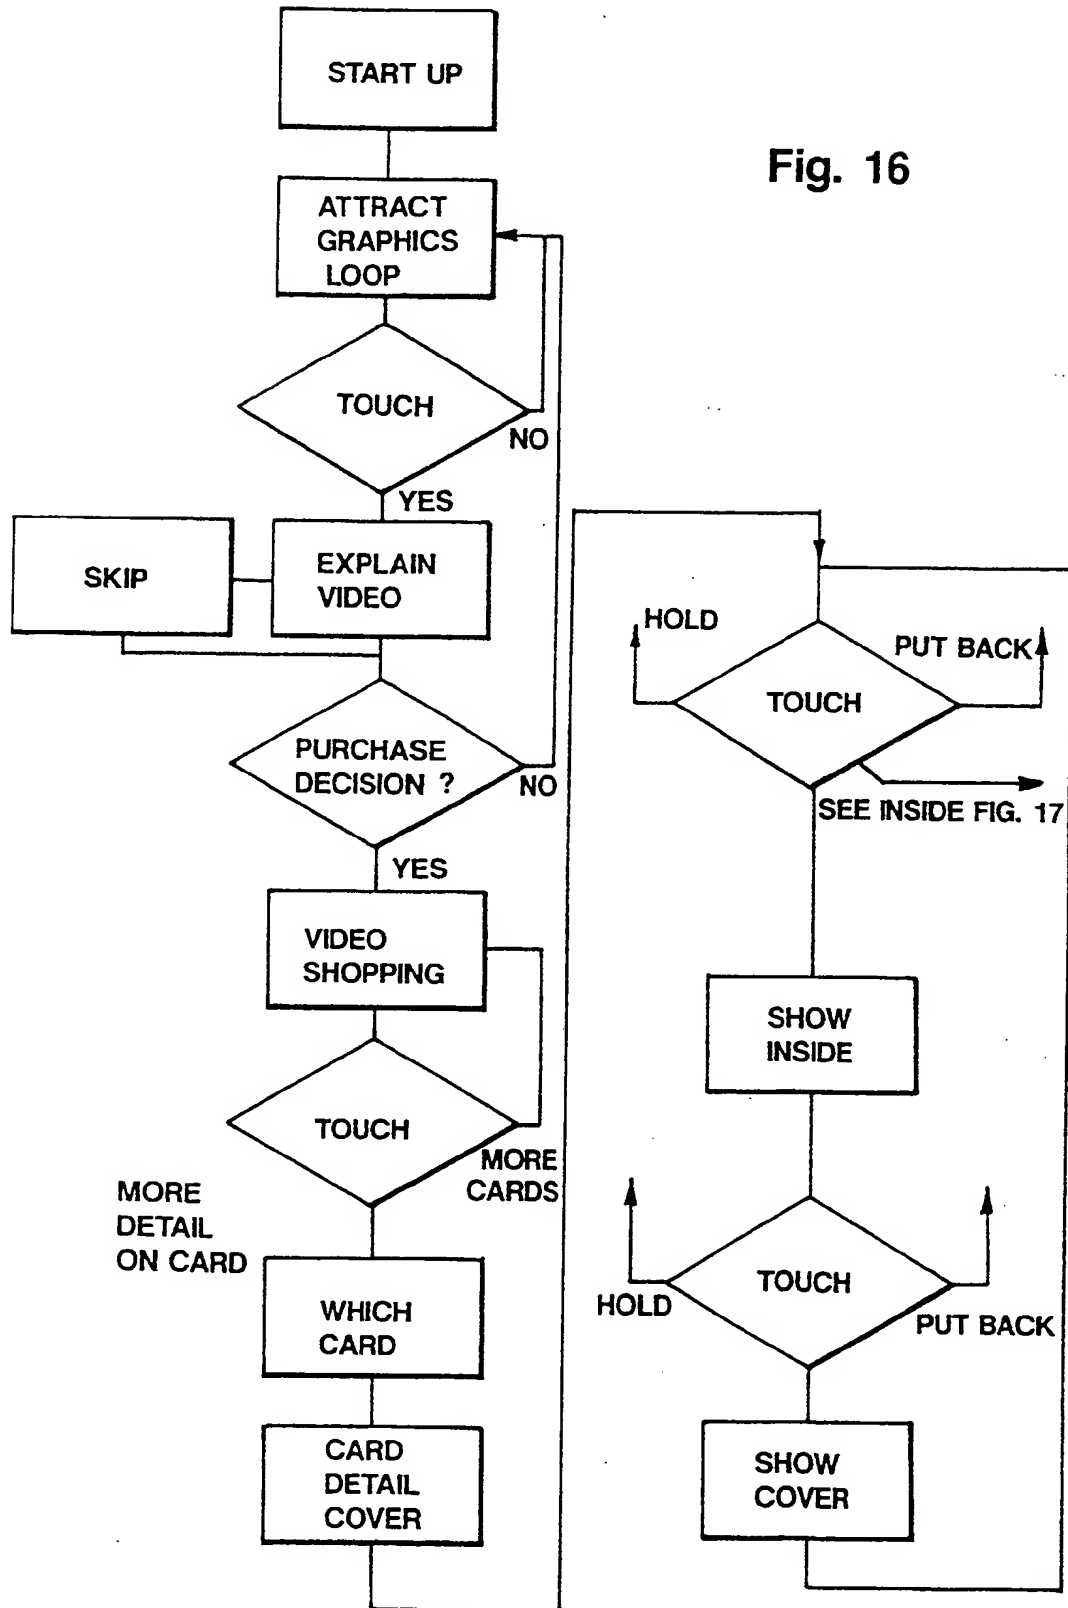 START UP
Fig. 16
ATTRACT
GRAPHICS
LOOP
TOUCH
NO
YES
SKIP
EXPLAIN
VIDEO
PURCHASE
DECISION ?
NO
YES
VIDEO
SHOPPING
TOUCH
MORE
CARDS
MORE
DETAIL
ON CARD
WHICH
CARD
CARD
DETAIL
COVER
HOLD
PUT BACK
TOUCH
SEE INSIDE FIG. 17
SHOW
INSIDE
TOUCH
HOLD
PUT BACK
SHOW
COVER